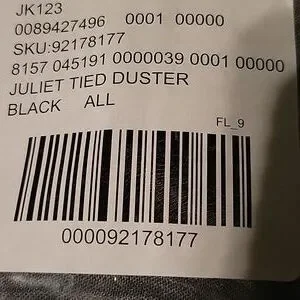 JK123
0089427496 0001 00000
SKU:92178177
8157 045191 0000039 0001 00000
JULIET TIED DUSTER
BLACK ALL
FL_9
000092178177